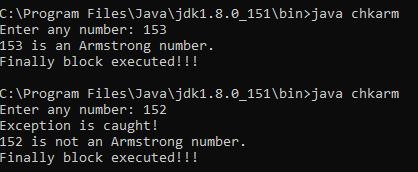 C:\Program Files\Java\jdk1.8.0_151\bin>java chkarm
Enter any number: 153
153 is an Armstrong number.
Finally block executed!!!
C:\Program Files\Java\jdk1.8.0_151\bin>java chkarm
Enter any number: 152
Exception is caught!
152 is not an Armstrong number.
Finally block executed!!!